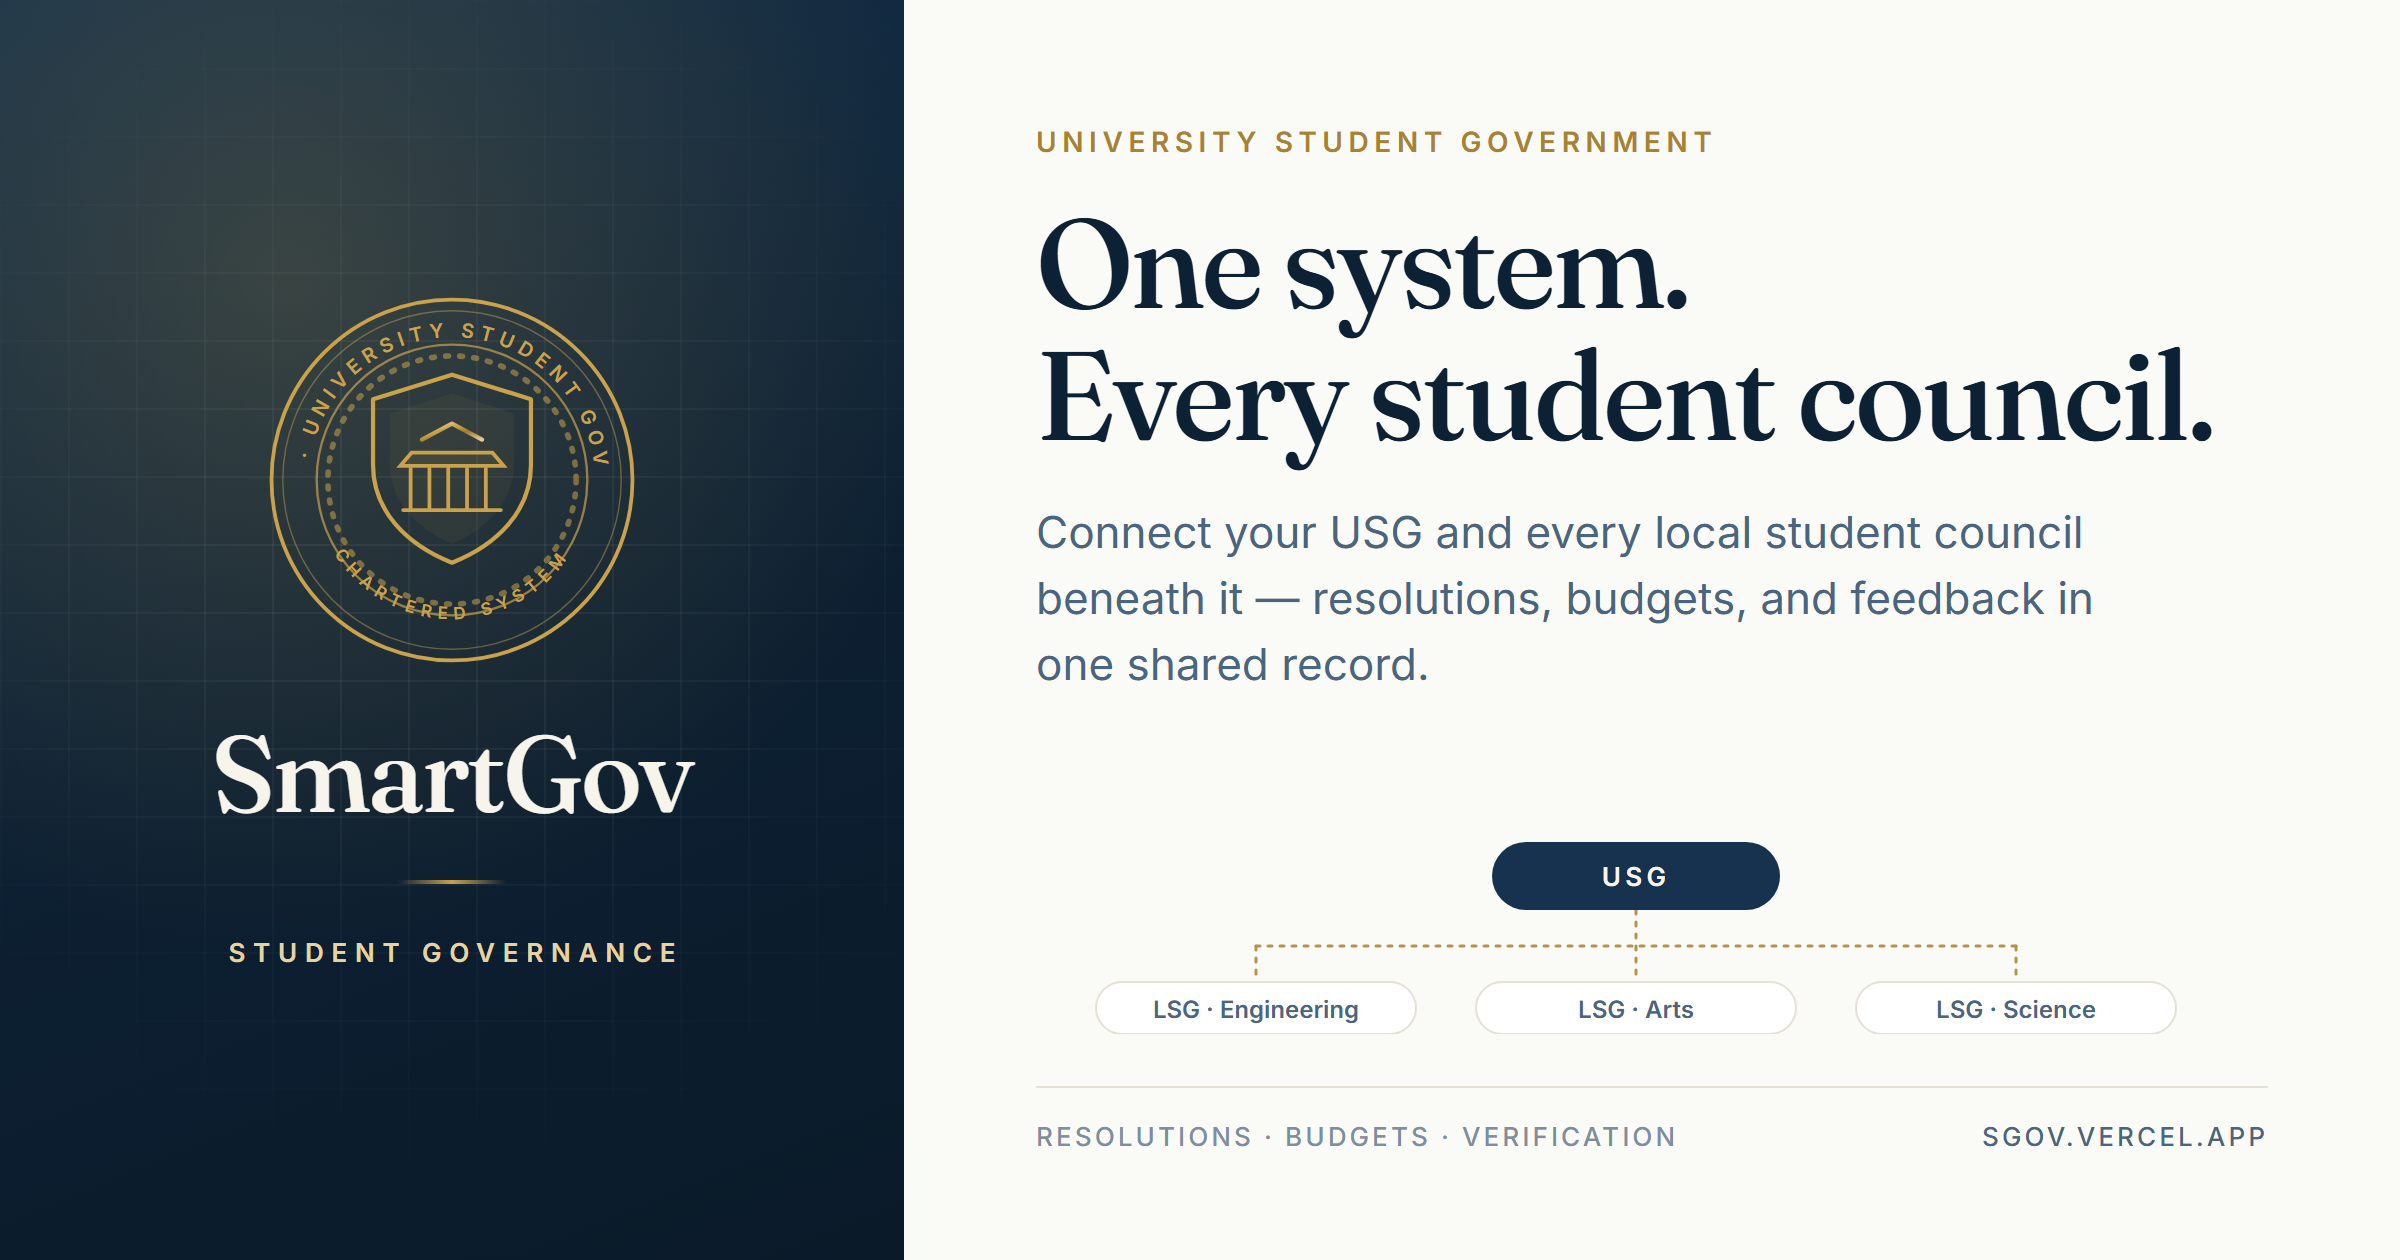 · UNIVERSITY STUDENT GOV
CHARTERED SYSTEM
SmartGov
STUDENT GOVERNANCE
UNIVERSITY STUDENT GOVERNMENT
One system.
Every student council.
Connect your USG and every local student council
beneath it — resolutions, budgets, and feedback in
one shared record.
USG
LSG · Engineering
LSG · Arts
LSG · Science
RESOLUTIONS · BUDGETS · VERIFICATION
SGOV.VERCEL.APP